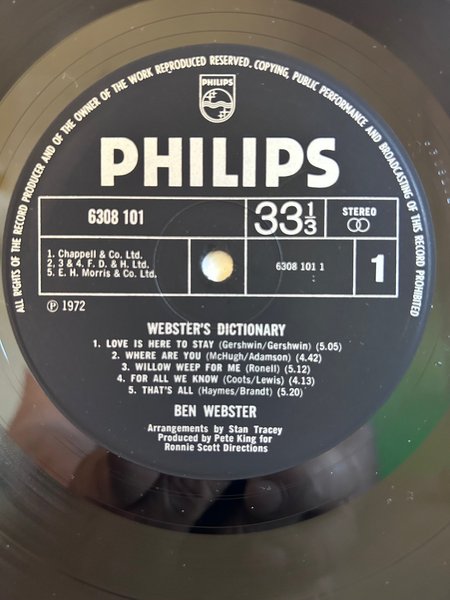 ALL RIGHTS OF THE RECORD PRODUCER AND OF THE OWNER OF THE WORK REPRODUCED RESERVED. COPYING, PUBLIC PERFORMANCE AND BROADCASTING OF THIS RECORD PROHIBITED
PHILIPS
PHILIPS
6308 101
33 1/3
STEREO
1. Chappell & Co. Ltd.
2, 3 & 4. F. D. & H. Ltd.
5. E. H. Morris & Co. Ltd.
6308 101 1
1
Ⓟ 1972
WEBSTER'S DICTIONARY
1. LOVE IS HERE TO STAY (Gershwin/Gershwin) (5.05)
2. WHERE ARE YOU (McHugh/Adamson) (4.42)
3. WILLOW WEEP FOR ME (Ronell) (5.12)
4. FOR ALL WE KNOW (Coots/Lewis) (4.13)
5. THAT'S ALL (Haymes/Brandt) (5.20)
BEN WEBSTER
Arrangements by Stan Tracey
Produced by Pete King for
Ronnie Scott Directions